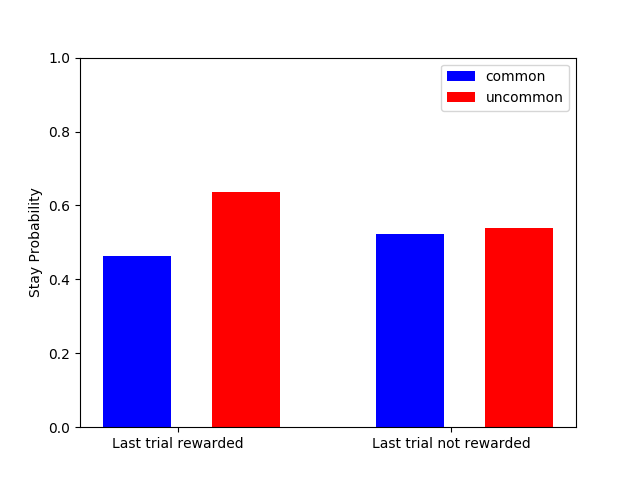 common
uncommon
1.0
0.8
0.6
0.4
0.2
0.0
Stay Probability
Last trial rewarded
Last trial not rewarded